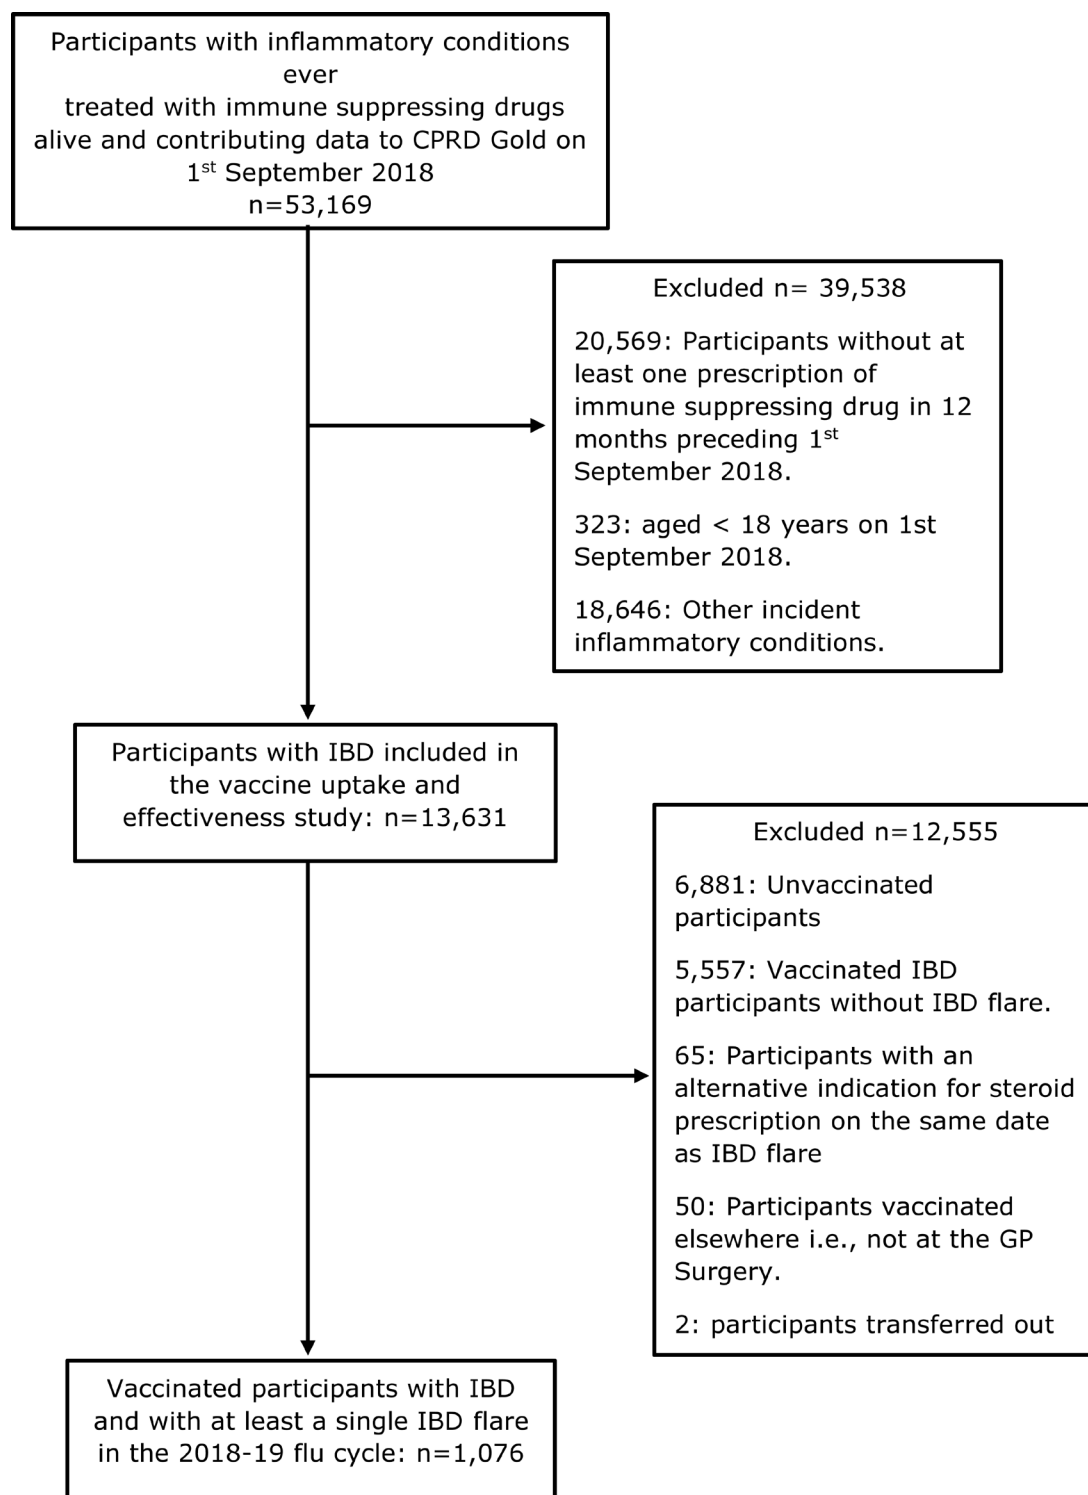 Participants with inflammatory conditions
ever
treated with immune suppressing drugs
alive and contributing data to CPRD Gold on
1st September 2018
n=53,169
Excluded n= 39,538
20,569: Participants without at
least one prescription of
immune suppressing drug in 12
months preceding 1st
September 2018.
323: aged < 18 years on 1st
September 2018.
18,646: Other incident
inflammatory conditions.
Participants with IBD included in
the vaccine uptake and
effectiveness study: n=13,631
Excluded n=12,555
6,881: Unvaccinated
participants
5,557: Vaccinated IBD
participants without IBD flare.
65: Participants with an
alternative indication for steroid
prescription on the same date
as IBD flare
50: Participants vaccinated
elsewhere i.e., not at the GP
Surgery.
2: participants transferred out
Vaccinated participants with IBD
and with at least a single IBD flare
in the 2018-19 flu cycle: n=1,076